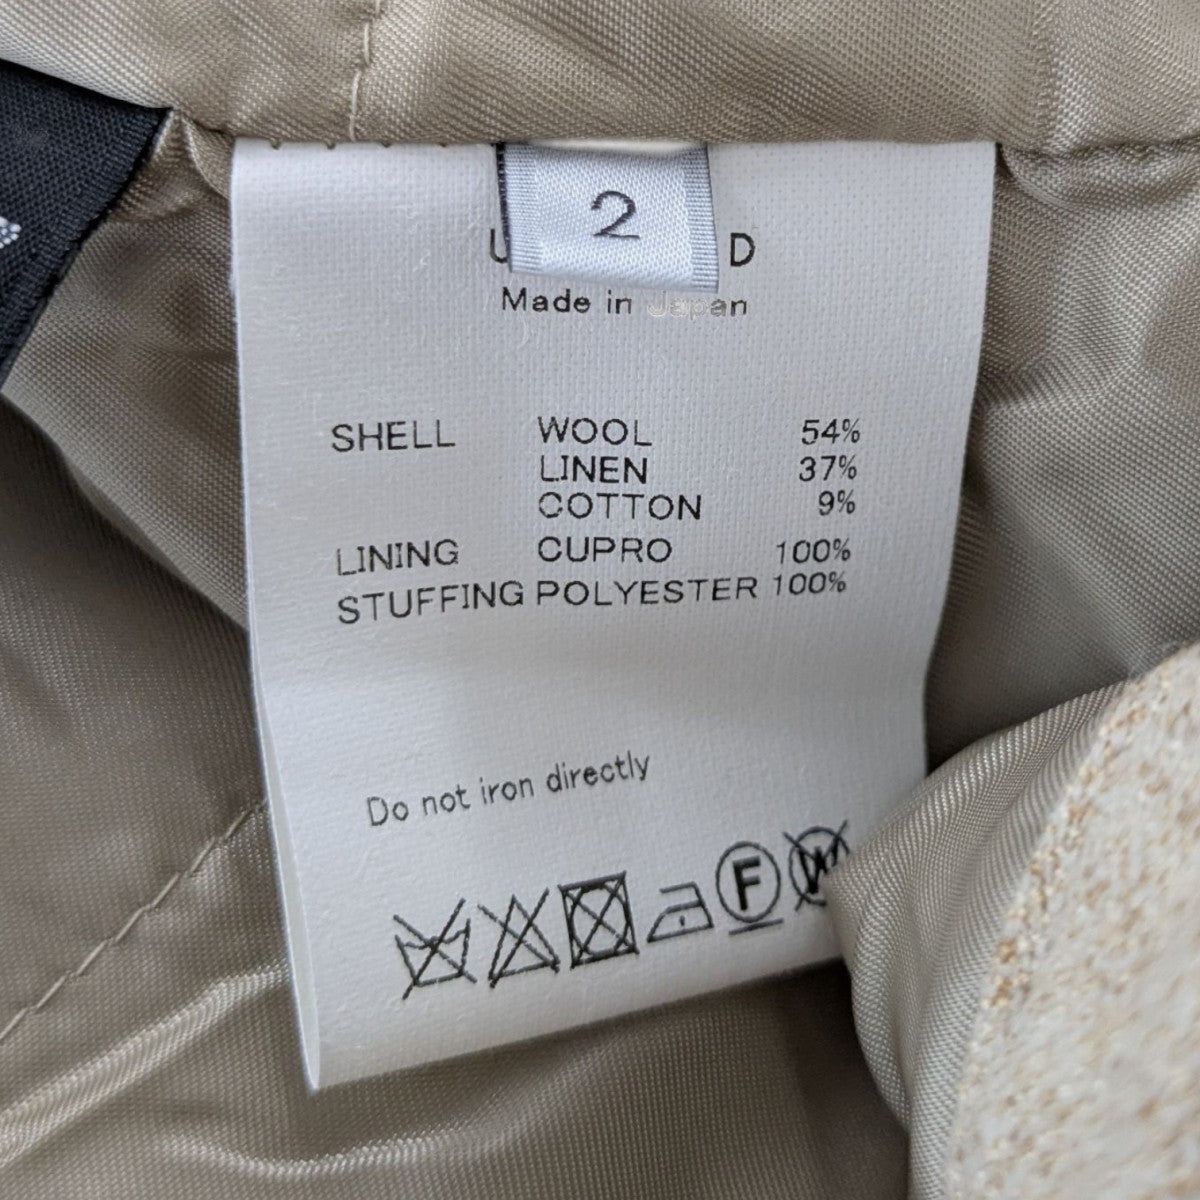 2
D
Made in Japan
SHELL WOOL 54%
LINEN 37%
COTTON 9%
LINING CUPRO 100%
STUFFING POLYESTER 100%
Do not iron directly
F W